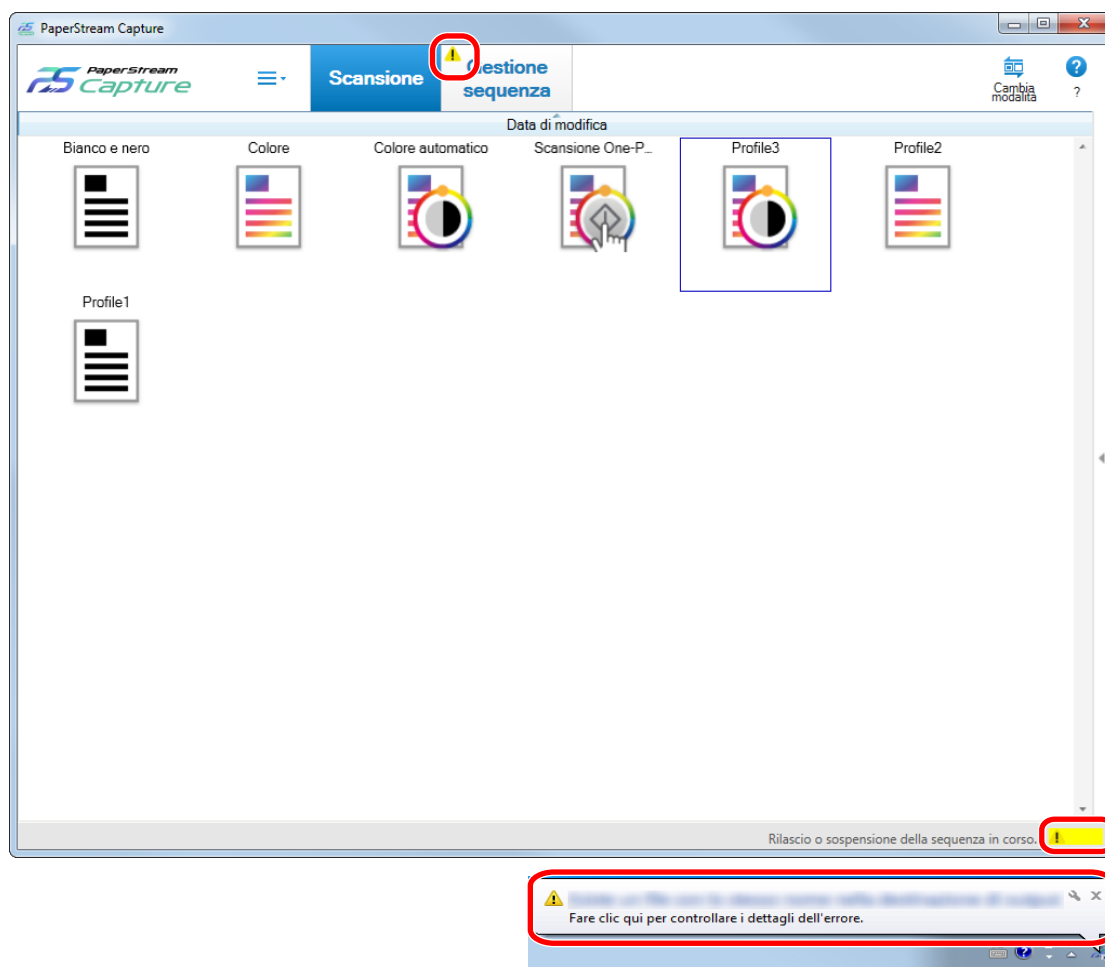 PaperStream Capture
PaperStream
Capture
Scansione
Gestione
sequenza
Cambia
modalità
?
?
Data di modifica
Bianco e nero
Colore
Colore automatico
Scansione One-P...
Profile3
Profile2
Profile1
Rilascio o sospensione della sequenza in corso.
Fare clic qui per controllare i dettagli dell'errore.